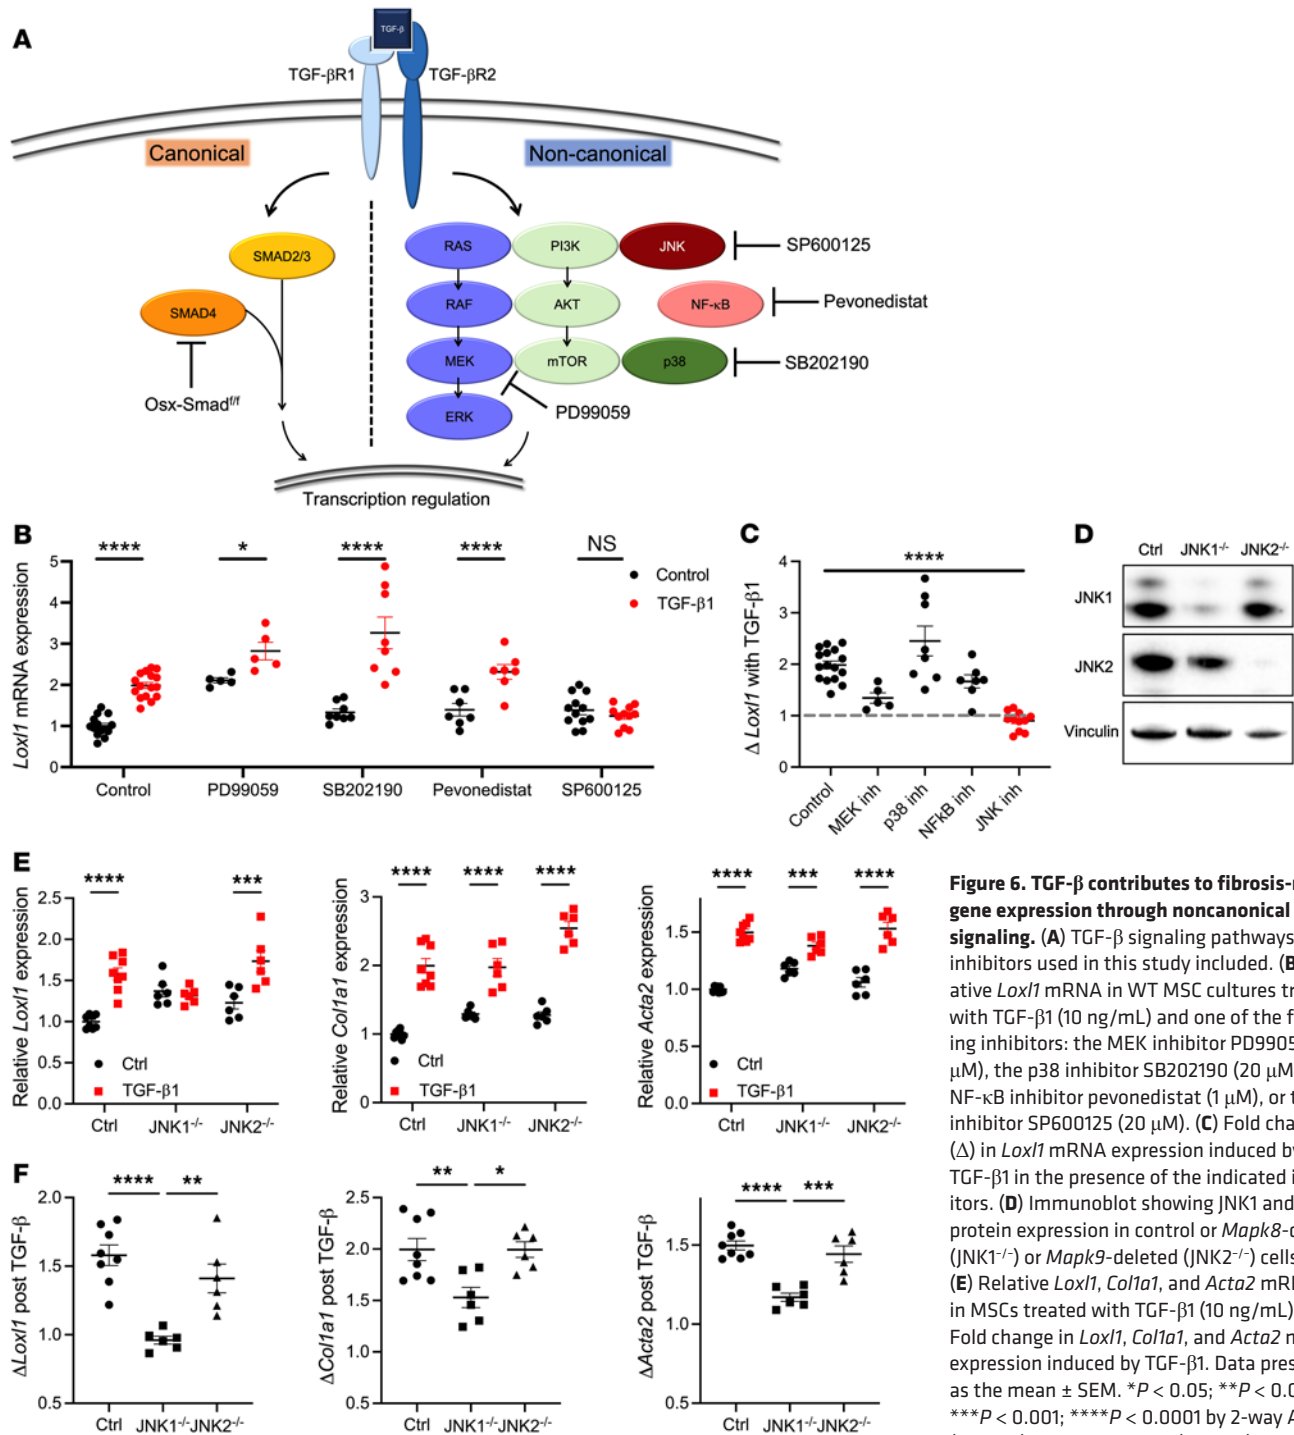 A
TGF-β
TGF-βR1
TGF-βR2
Canonical
Non-canonical
SMAD2/3
SMAD4
Osx-Smadf/f
RAS
PI3K
JNK
SP600125
RAF
AKT
NF-κB
Pevonedistat
MEK
mTOR
p38
SB202190
ERK
PD99059
Transcription regulation
B
Loxl1 mRNA expression
5
4
3
2
1
0
****
*
****
****
NS
Control
TGF-β1
Control
PD99059
SB202190
Pevonedistat
SP600125
C
Δ Loxl1 with TGF-β1
4
3
2
1
0
****
Control
MEK inh
p38 inh
NFkB inh
JNK inh
D
Ctrl JNK1-/- JNK2-/-
JNK1
JNK2
Vinculin
E
Relative Loxl1 expression
2.5
2.0
1.5
1.0
0.5
0.0
****
***
Ctrl
TGF-β1
Ctrl JNK1-/- JNK2-/-
Relative Col1a1 expression
3
2
1
0
****
****
****
Ctrl
TGF-β1
Ctrl JNK1-/- JNK2-/-
Relative Acta2 expression
1.5
1.0
0.5
0.0
****
***
****
Ctrl
TGF-β1
Ctrl JNK1-/- JNK2-/-
F
ΔLoxl1 post TGF-β
2.0
1.5
1.0
0.5
****
**
Ctrl JNK1-/- JNK2-/-
ΔCol1a1 post TGF-β
2.5
2.0
1.5
1.0
0.5
**
*
Ctrl JNK1-/- JNK2-/-
ΔActa2 post TGF-β
1.5
1.0
0.5
****
***
Ctrl JNK1-/- JNK2-/-
Figure 6. TGF-β contributes to fibrosis-
gene expression through noncanonical
signaling. (A) TGF-β signaling pathways
inhibitors used in this study included. (B
ative Loxl1 mRNA in WT MSC cultures tr
with TGF-β1 (10 ng/mL) and one of the f
ing inhibitors: the MEK inhibitor PD9905
μM), the p38 inhibitor SB202190 (20 μM
NF-κB inhibitor pevonedistat (1 μM), or t
inhibitor SP600125 (20 μM). (C) Fold cha
(Δ) in Loxl1 mRNA expression induced by
TGF-β1 in the presence of the indicated i
itors. (D) Immunoblot showing JNK1 and
protein expression in control or Mapk8-d
(JNK1−/−) or Mapk9-deleted (JNK2−/−) cells
(E) Relative Loxl1, Col1a1, and Acta2 mR
in MSCs treated with TGF-β1 (10 ng/mL)
Fold change in Loxl1, Col1a1, and Acta2 m
expression induced by TGF-β1. Data pres
as the mean ± SEM. *P < 0.05; **P < 0.0
***P < 0.001; ****P < 0.0001 by 2-way A